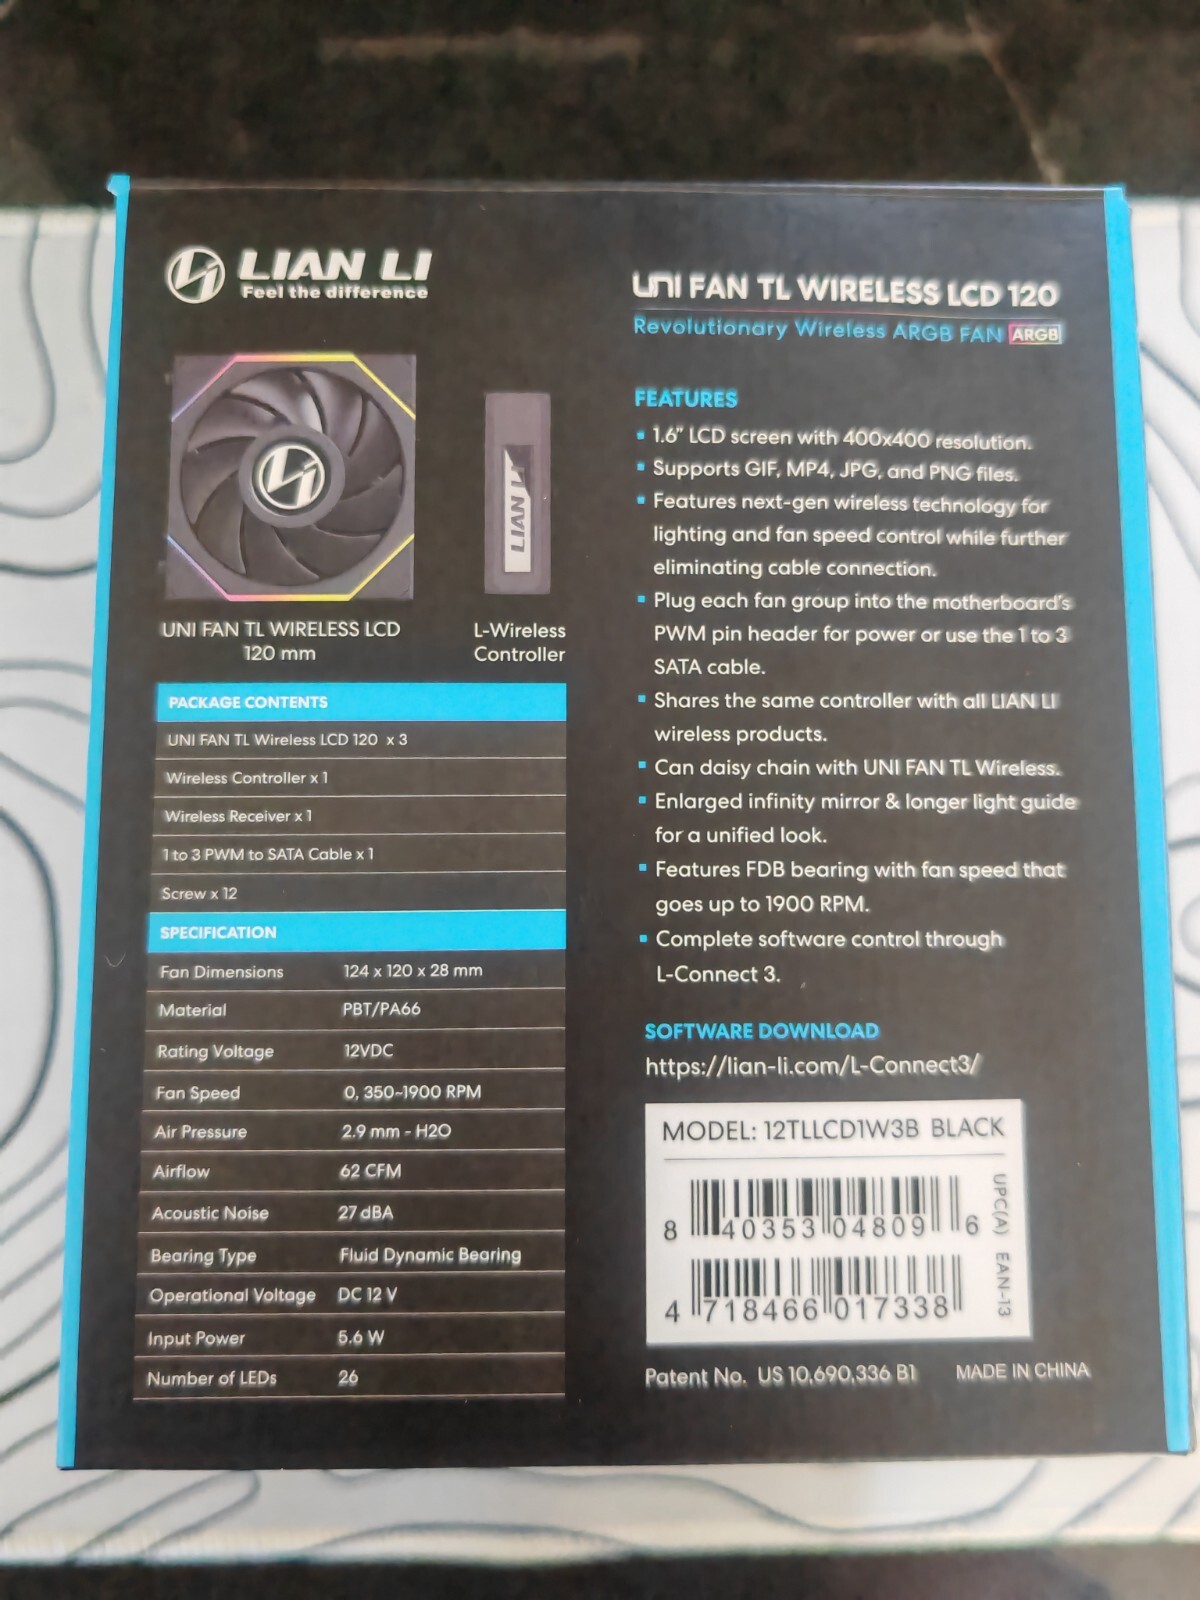 LIAN LI
Feel the difference
UNI FAN TL WIRELESS LCD
120 mm
L-Wireless
Controller
LIAN LI
PACKAGE CONTENTS
UNI FAN TL Wireless LCD 120 x 3
Wireless Controller x 1
Wireless Receiver x 1
1 to 3 PWM to SATA Cable x 1
Screw x 12
SPECIFICATION
Fan Dimensions 124 x 120 x 28 mm
Material PBT/PA66
Rating Voltage 12VDC
Fan Speed 0, 350~1900 RPM
Air Pressure 2.9 mm - H2O
Airflow 62 CFM
Acoustic Noise 27 dBA
Bearing Type Fluid Dynamic Bearing
Operational Voltage DC 12 V
Input Power 5.6 W
Number of LEDs 26
UNI FAN TL WIRELESS LCD 120
Revolutionary Wireless ARGB FAN ARGB
FEATURES
▪ 1.6" LCD screen with 400x400 resolution.
▪ Supports GIF, MP4, JPG, and PNG files.
▪ Features next-gen wireless technology for
lighting and fan speed control while further
eliminating cable connection.
▪ Plug each fan group into the motherboard's
PWM pin header for power or use the 1 to 3
SATA cable.
▪ Shares the same controller with all LIAN LI
wireless products.
▪ Can daisy chain with UNI FAN TL Wireless.
▪ Enlarged infinity mirror & longer light guide
for a unified look.
▪ Features FDB bearing with fan speed that
goes up to 1900 RPM.
▪ Complete software control through
L-Connect 3.
SOFTWARE DOWNLOAD
https://lian-li.com/L-Connect3/
MODEL: 12TLLCD1W3B BLACK
8 40353 04809 6
UPC(A)
4 718466 017338
EAN-13
Patent No. US 10,690,336 B1 MADE IN CHINA